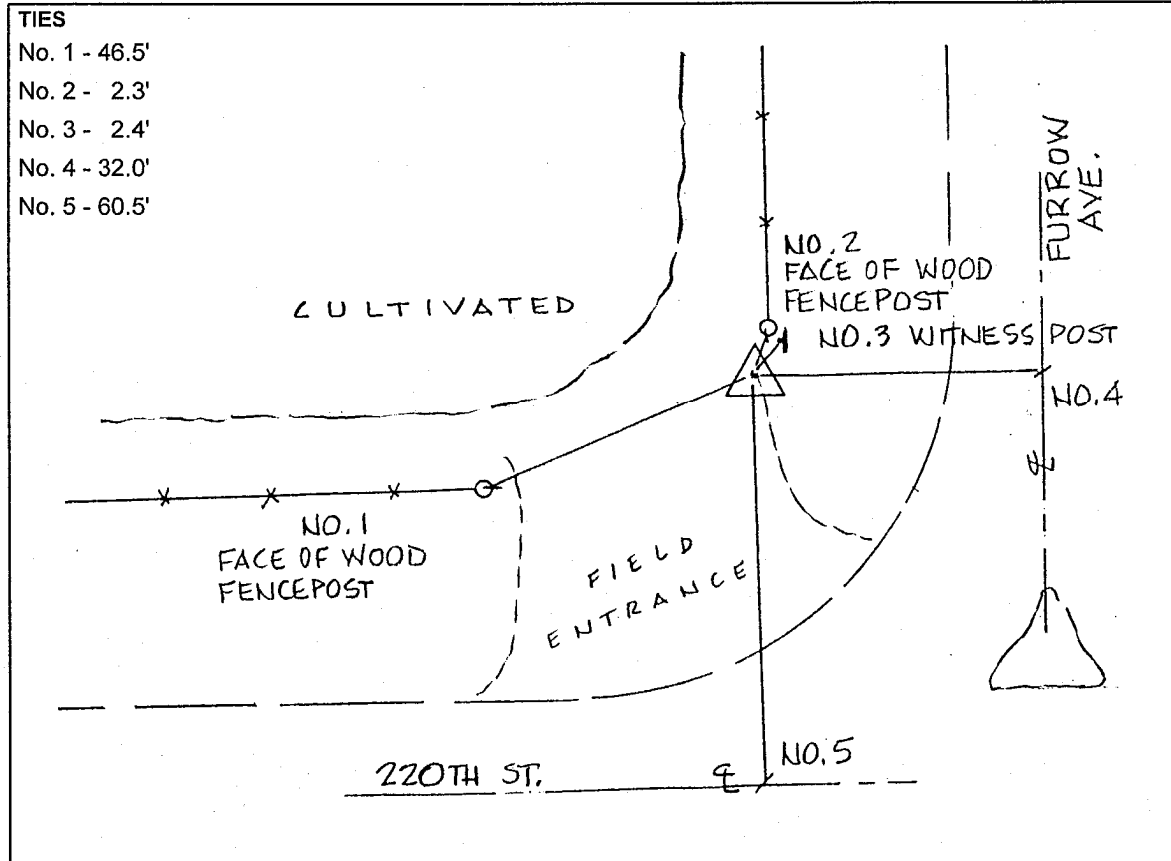 TIES
No. 1 - 46.5'
No. 2 - 2.3'
No. 3 - 2.4'
No. 4 - 32.0'
No. 5 - 60.5'
FURROW
AVE.
NO.2
FACE OF WOOD
FENCEPOST
CULTIVATED
NO.3 WITNESS POST
NO.4
℄
NO.1
FACE OF WOOD
FENCEPOST
FIELD
ENTRANCE
NO.5
220TH ST.
℄